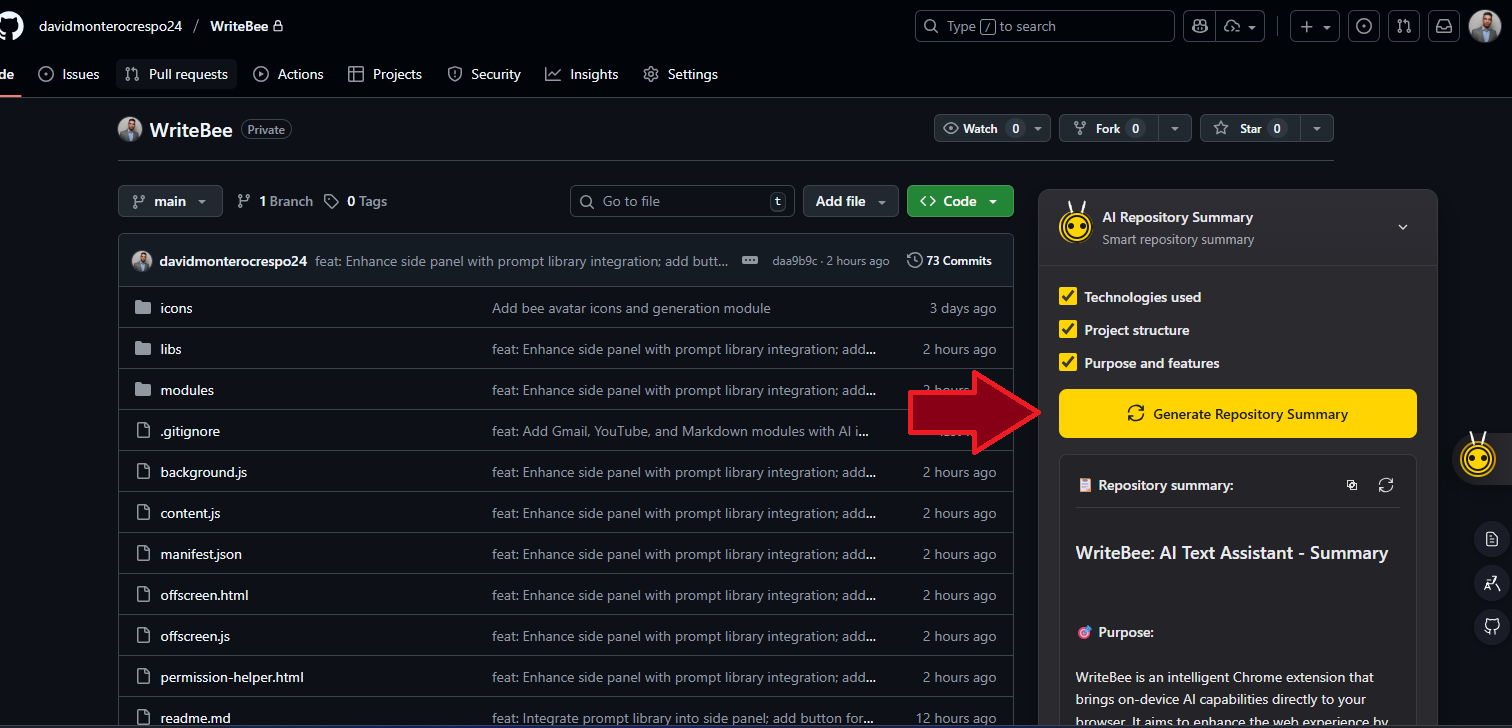 davidmonterocrespo24 / WriteBee
Type / to search
de Issues Pull requests Actions Projects Security Insights Settings
WriteBee Private
Watch 0 Fork 0 Star 0
main 1 Branch 0 Tags
Go to file t
Add file
Code
davidmonterocrespo24 feat: Enhance side panel with prompt library integration; add butt... daa9b9c · 2 hours ago 73 Commits
icons Add bee avatar icons and generation module 3 days ago
libs feat: Enhance side panel with prompt library integration; add... 2 hours ago
modules feat: Enhance side panel with prompt library integration; add... 2 hours
.gitignore feat: Add Gmail, YouTube, and Markdown modules with AI i...
background.js feat: Enhance side panel with prompt library integration; add... 2 hours ago
content.js feat: Enhance side panel with prompt library integration; add... 2 hours ago
manifest.json feat: Enhance side panel with prompt library integration; add... 2 hours ago
offscreen.html feat: Enhance side panel with prompt library integration; add... 2 hours ago
offscreen.js feat: Enhance side panel with prompt library integration; add... 2 hours ago
permission-helper.html feat: Enhance side panel with prompt library integration; add... 2 hours ago
readme.md feat: Integrate prompt library into side panel; add button for... 12 hours ago
AI Repository Summary
Smart repository summary
Technologies used
Project structure
Purpose and features
Generate Repository Summary
Repository summary:
WriteBee: AI Text Assistant - Summary
Purpose:
WriteBee is an intelligent Chrome extension that
brings on-device AI capabilities directly to your
browser. It aims to enhance the web experience by